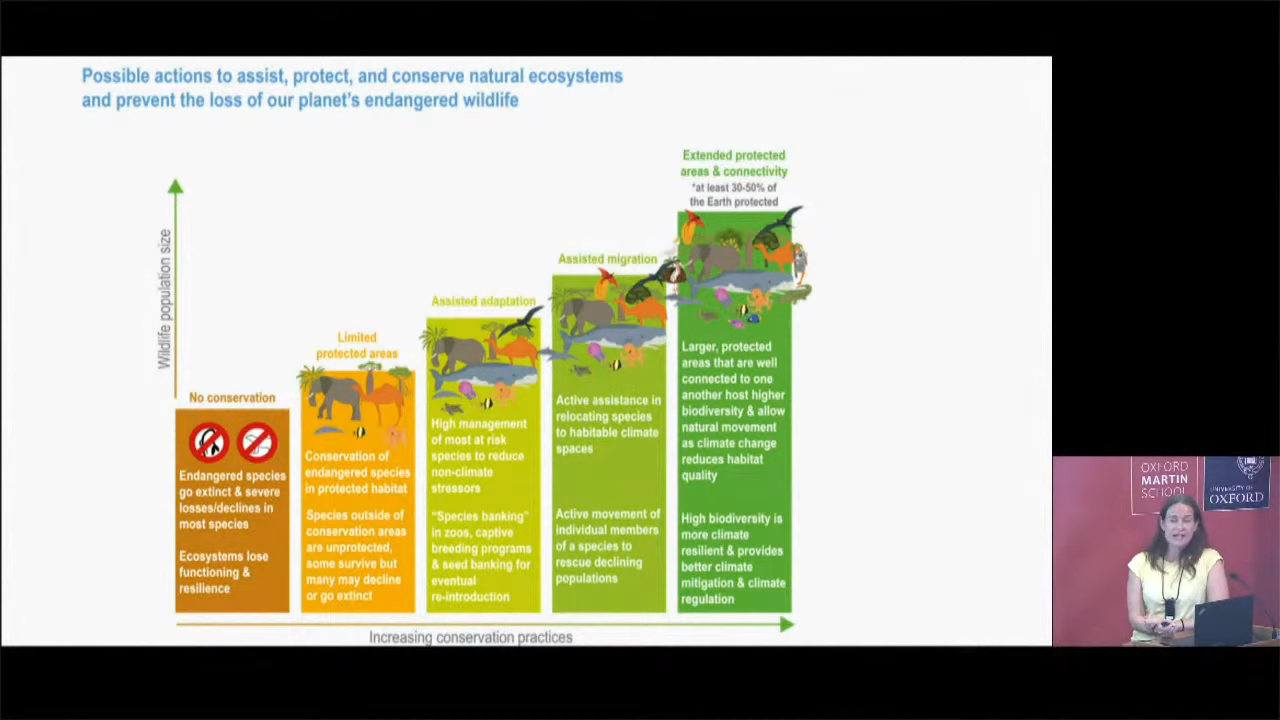 Possible actions to assist, protect, and conserve natural ecosystems
and prevent the loss of our planet's endangered wildlife
Wildlife population size
No conservation
Endangered species
go extinct & severe
losses/declines in
most species
Ecosystems lose
functioning &
resilience
Limited
protected areas
Conservation of
endangered species
in protected habitat
Species outside of
conservation areas
are unprotected,
some survive but
many may decline
or go extinct
Assisted adaptation
High management
of most at risk
species to reduce
non-climate
stressors
"Species banking"
in zoos, captive
breeding programs
& seed banking for
eventual
re-introduction
Assisted migration
Active assistance in
relocating species
to habitable climate
spaces
Active movement of
individual members
of a species to
rescue declining
populations
Extended protected
areas & connectivity
*at least 30-50% of
the Earth protected
Larger, protected
areas that are well
connected to one
another host higher
biodiversity & allow
natural movement
as climate change
reduces habitat
quality
High biodiversity is
more climate
resilient & provides
better climate
mitigation & climate
regulation
Increasing conservation practices
OXFORD
MARTIN
SCHOOL
UNIVERSITY OF
OXFORD